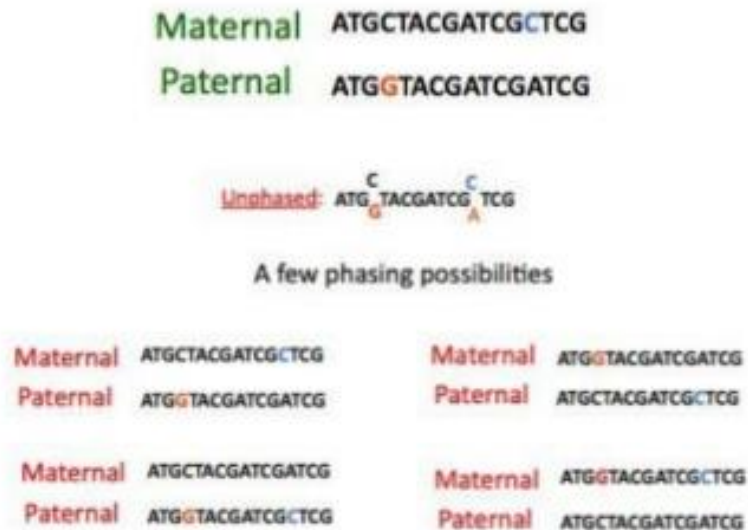 Maternal ATGCTACGATCGCTCG
Paternal ATGGTACGATCGATCG
C C
Unphased: ATG TACGATCG TCG
G A
A few phasing possibilities
Maternal ATGCTACGATCGCTCG
Paternal ATGGTACGATCGATCG
Maternal ATGGTACGATCGATCG
Paternal ATGCTACGATCGCTCG
Maternal ATGCTACGATCGATCG
Paternal ATGGTACGATCGCTCG
Maternal ATGGTACGATCGCTCG
Paternal ATGCTACGATCGATCG